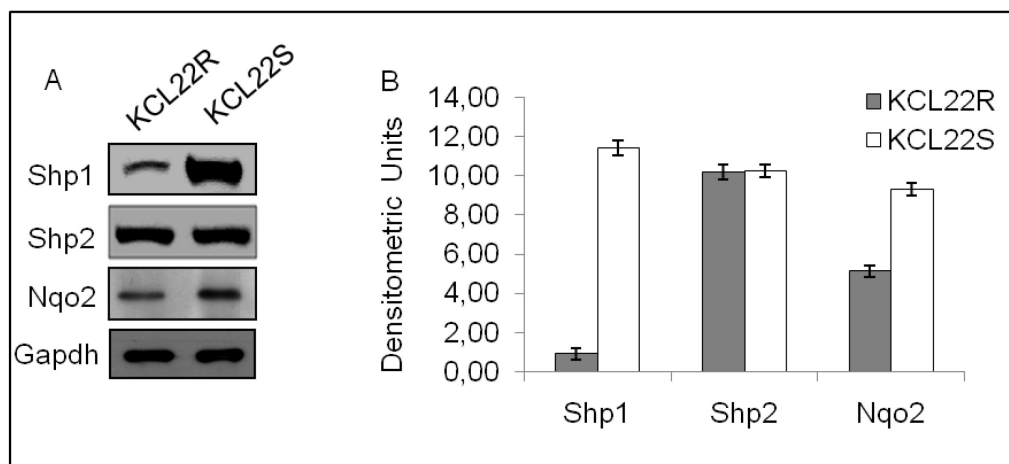 A
KCL22R
KCL22S
Shp1
Shp2
Nqo2
Gapdh
B
Densitometric Units
14,00
12,00
10,00
8,00
6,00
4,00
2,00
0,00
Shp1 Shp2 Nqo2
KCL22R
KCL22S